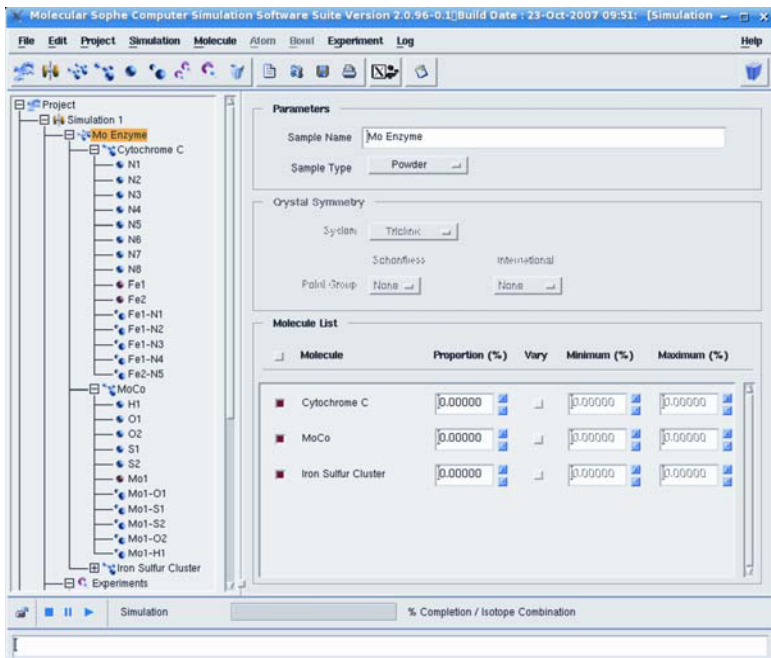 Molecular Sophe Computer Simulation Software Suite Version 2.0.96-0.1 Build Date : 23-Oct-2007 09:51: [Simulation
File Edit Project Simulation Molecule Atom Bond Experiment Log Help
Project
Simulation 1
Mo Enzyme
Cytochrome C
N1
N2
N3
N4
N5
N6
N7
N8
Fe1
Fe2
Fe1-N1
Fe1-N2
Fe1-N3
Fe1-N4
Fe2-N5
MoCo
H1
O1
O2
S1
S2
Mo1
Mo1-O1
Mo1-S1
Mo1-S2
Mo1-O2
Mo1-H1
Iron Sulfur Cluster
Experiments
Parameters
Sample Name Mo Enzyme
Sample Type Powder
Crystal Symmetry
System Triclinic
Schonfliess International
Point Group None None
Molecule List
Molecule Proportion (%) Vary Minimum (%) Maximum (%)
Cytochrome C 0.00000 0.00000 0.00000
MoCo 0.00000 0.00000 0.00000
Iron Sulfur Cluster 0.00000 0.00000 0.00000
Simulation % Completion / Isotope Combination